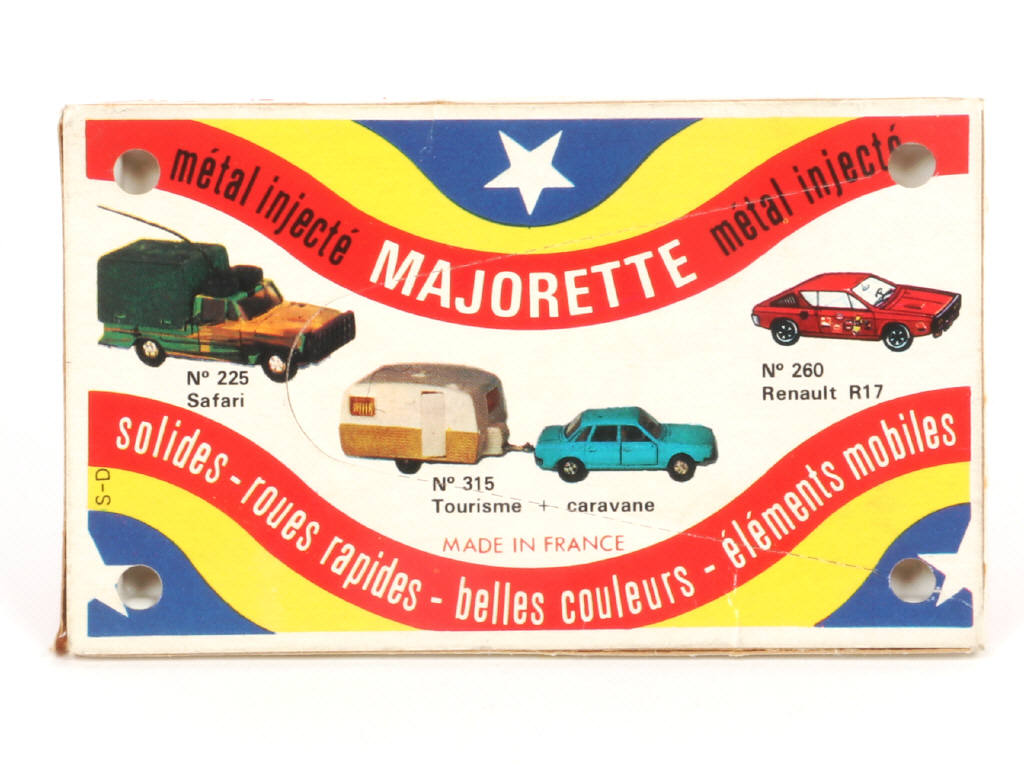 métal injecté
MAJORETTE
métal injecté
Nº 225
Safari
Nº 260
Renault R17
Nº 315
Tourisme + caravane
MADE IN FRANCE
solides - roues rapides - belles couleurs - éléments mobiles
S-D